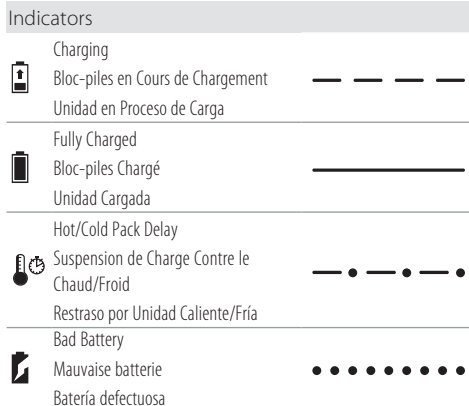 Indicators
Charging
Bloc-piles en Cours de Chargement
Unidad en Proceso de Carga
Fully Charged
Bloc-piles Chargé
Unidad Cargada
Hot/Cold Pack Delay
Suspension de Charge Contre le
Chaud/Froid
Restraso por Unidad Caliente/Fría
Bad Battery
Mauvaise batterie
Batería defectuosa